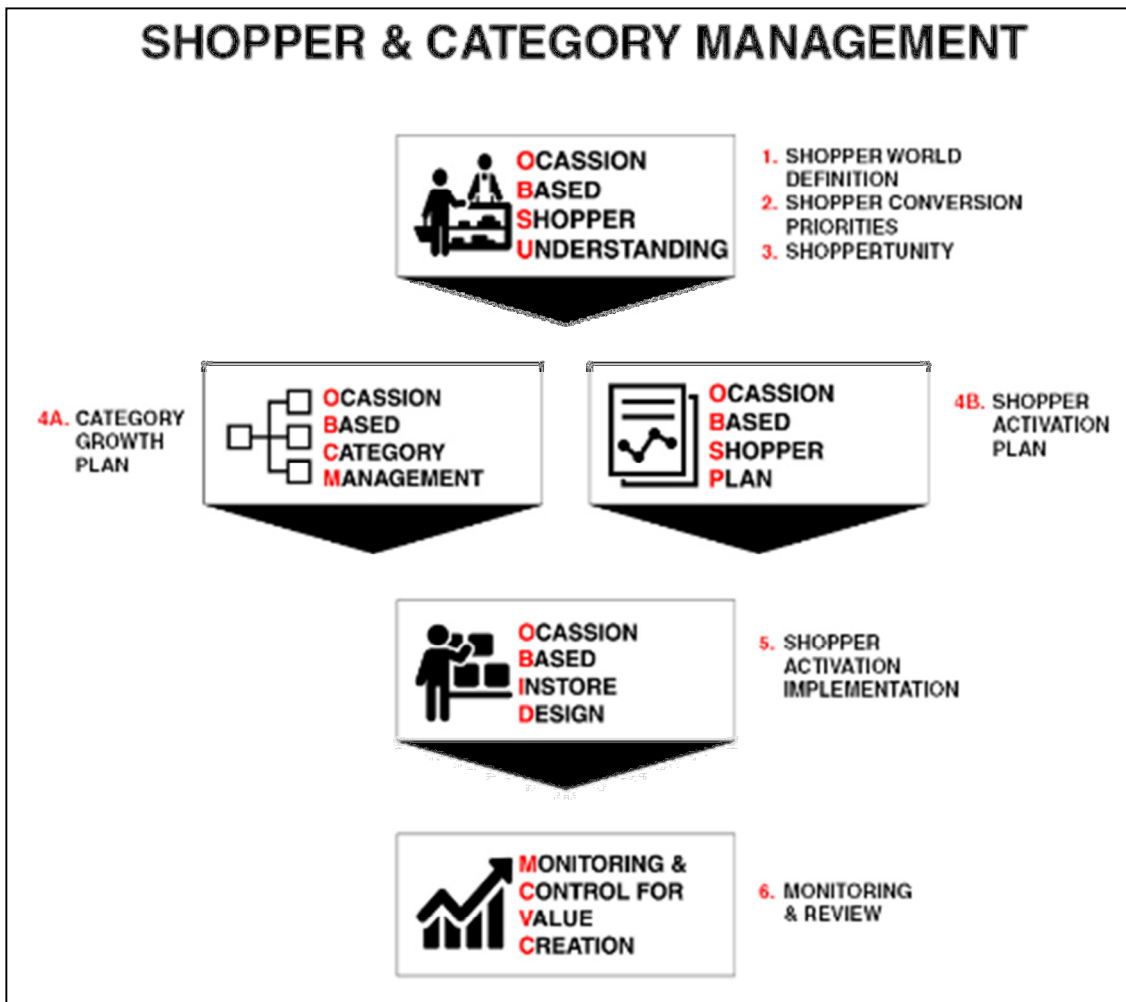 SHOPPER & CATEGORY MANAGEMENT
OCASSION
BASED
SHOPPER
UNDERSTANDING
1. SHOPPER WORLD
DEFINITION
2. SHOPPER CONVERSION
PRIORITIES
3. SHOPPERTUNITY
4A. CATEGORY
GROWTH
PLAN
OCASSION
BASED
CATEGORY
MANAGEMENT
OCASSION
BASED
SHOPPER
PLAN
4B. SHOPPER
ACTIVATION
PLAN
OCASSION
BASED
INSTORE
DESIGN
5. SHOPPER
ACTIVATION
IMPLEMENTATION
MONITORING &
CONTROL FOR
VALUE
CREATION
6. MONITORING
& REVIEW